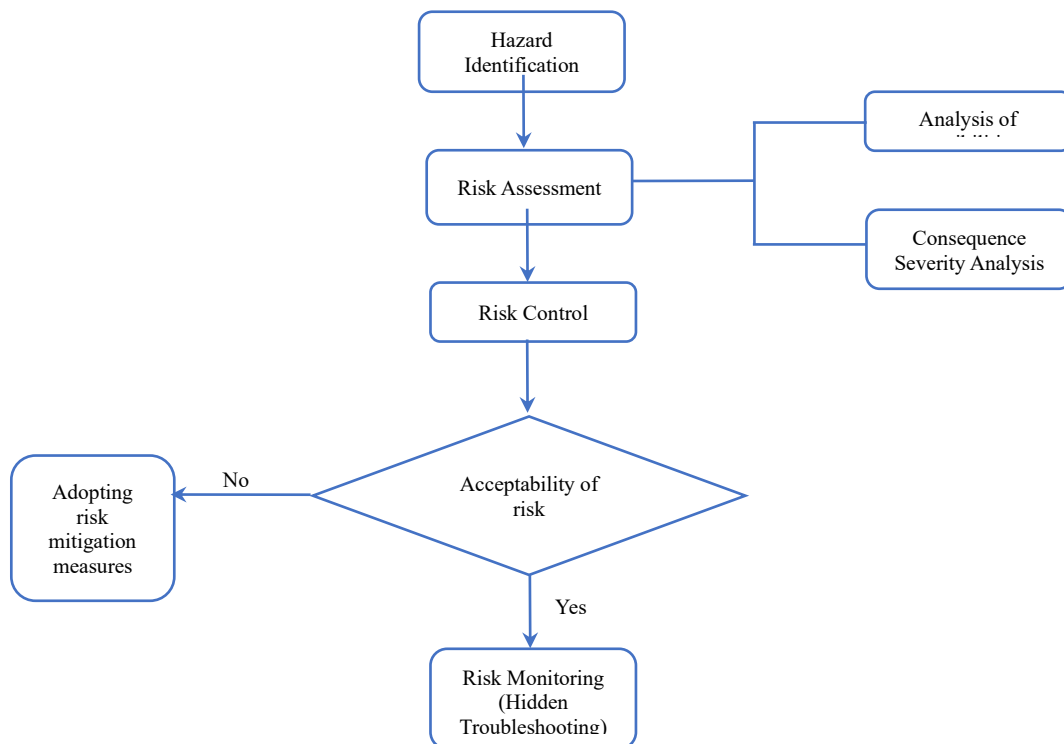 Hazard
Identification
Analysis of
Risk Assessment
Consequence
Severity Analysis
Risk Control
No
Acceptability of
risk
Adopting
risk
mitigation
measures
Yes
Risk Monitoring
(Hidden
Troubleshooting)